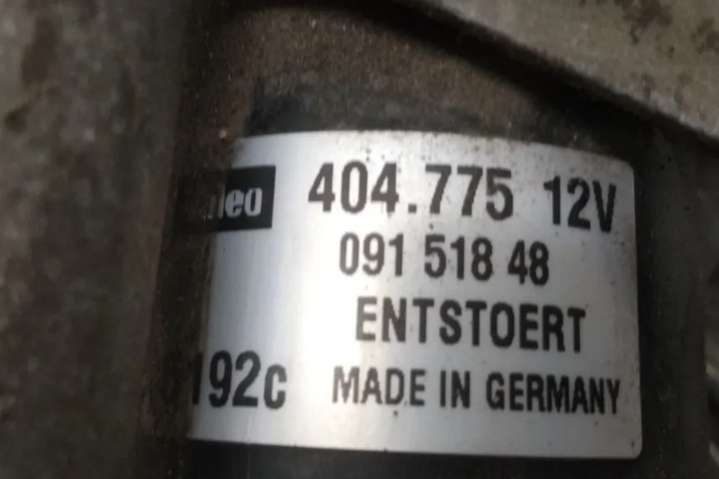 404.775 12V
091 518 48
ENTSTOERT
192c MADE IN GERMANY